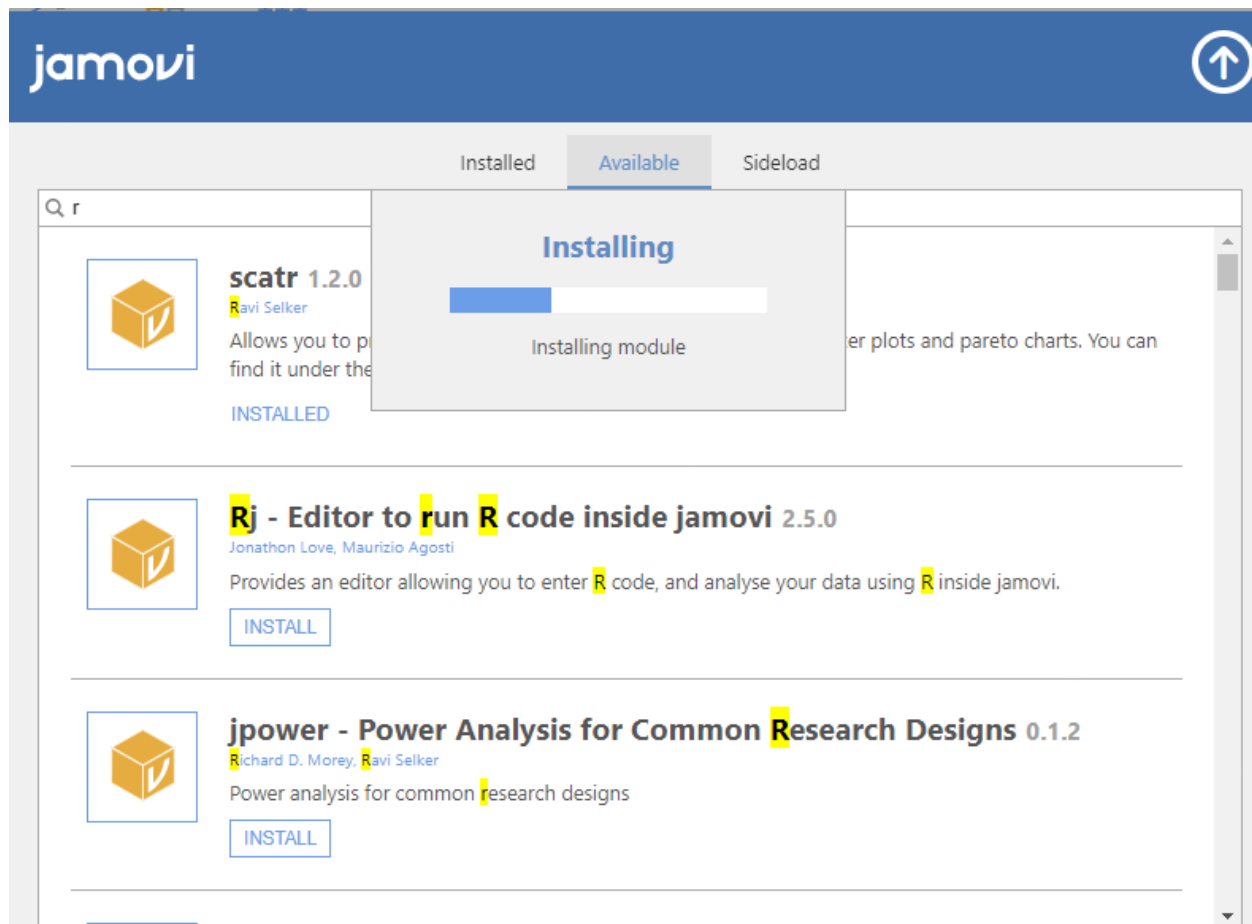 jamovi
Installed Available Sideload
r
Installing
Installing module
scatr 1.2.0
Ravi Selker
Allows you to p er plots and pareto charts. You can
find it under the
INSTALLED
Rj - Editor to run R code inside jamovi 2.5.0
Jonathon Love, Maurizio Agosti
Provides an editor allowing you to enter R code, and analyse your data using R inside jamovi.
INSTALL
jpower - Power Analysis for Common Research Designs 0.1.2
Richard D. Morey, Ravi Selker
Power analysis for common research designs
INSTALL